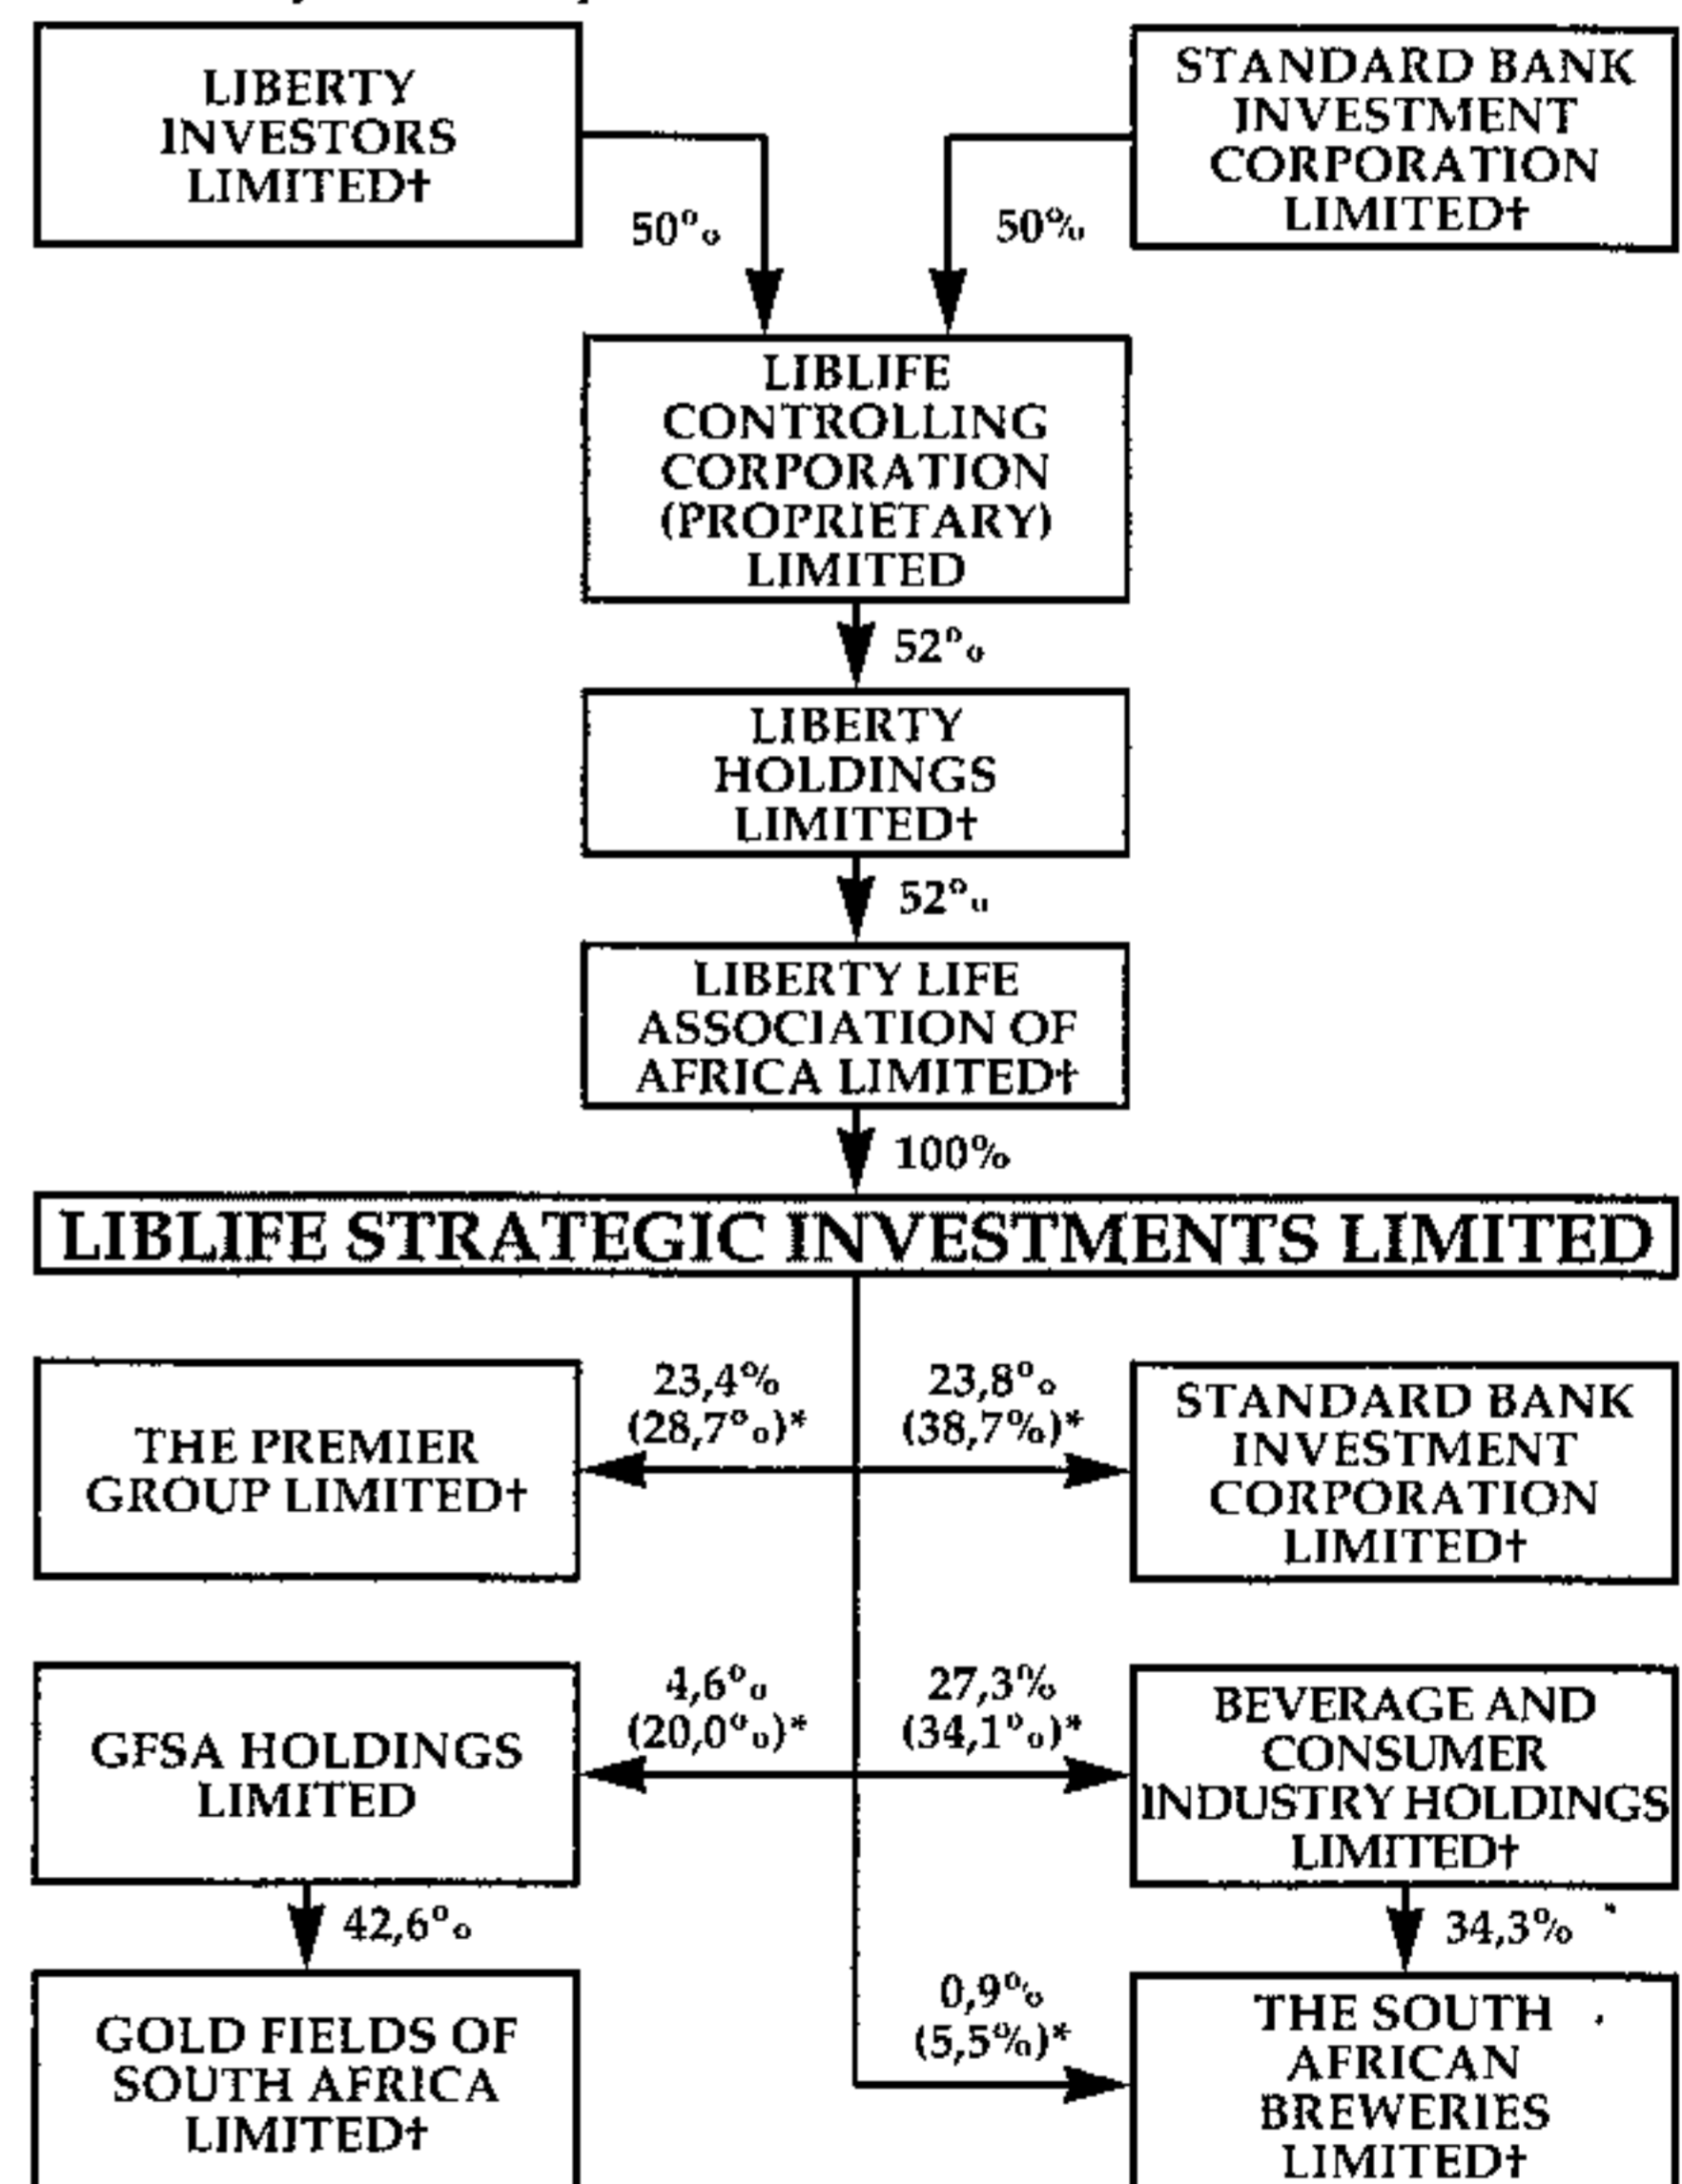 LIBERTY
INVESTORS
LIMITED†
STANDARD BANK
INVESTMENT
CORPORATION
LIMITED†
50%
50%
LIBLIFE
CONTROLLING
CORPORATION
(PROPRIETARY)
LIMITED
52%
LIBERTY
HOLDINGS
LIMITED†
52%
LIBERTY LIFE
ASSOCIATION OF
AFRICA LIMITED†
100%
LIBLIFE STRATEGIC INVESTMENTS LIMITED
THE PREMIER
GROUP LIMITED†
23,4%
(28,7%)*
23,8%
(38,7%)*
STANDARD BANK
INVESTMENT
CORPORATION
LIMITED†
GFSA HOLDINGS
LIMITED
4,6%
(20,0%)*
27,3%
(34,1%)*
BEVERAGE AND
CONSUMER
INDUSTRY HOLDINGS
LIMITED†
42,6%
34,3%
GOLD FIELDS OF
SOUTH AFRICA
LIMITED†
0,9%
(5,5%)*
THE SOUTH
AFRICAN
BREWERIES
LIMITED†